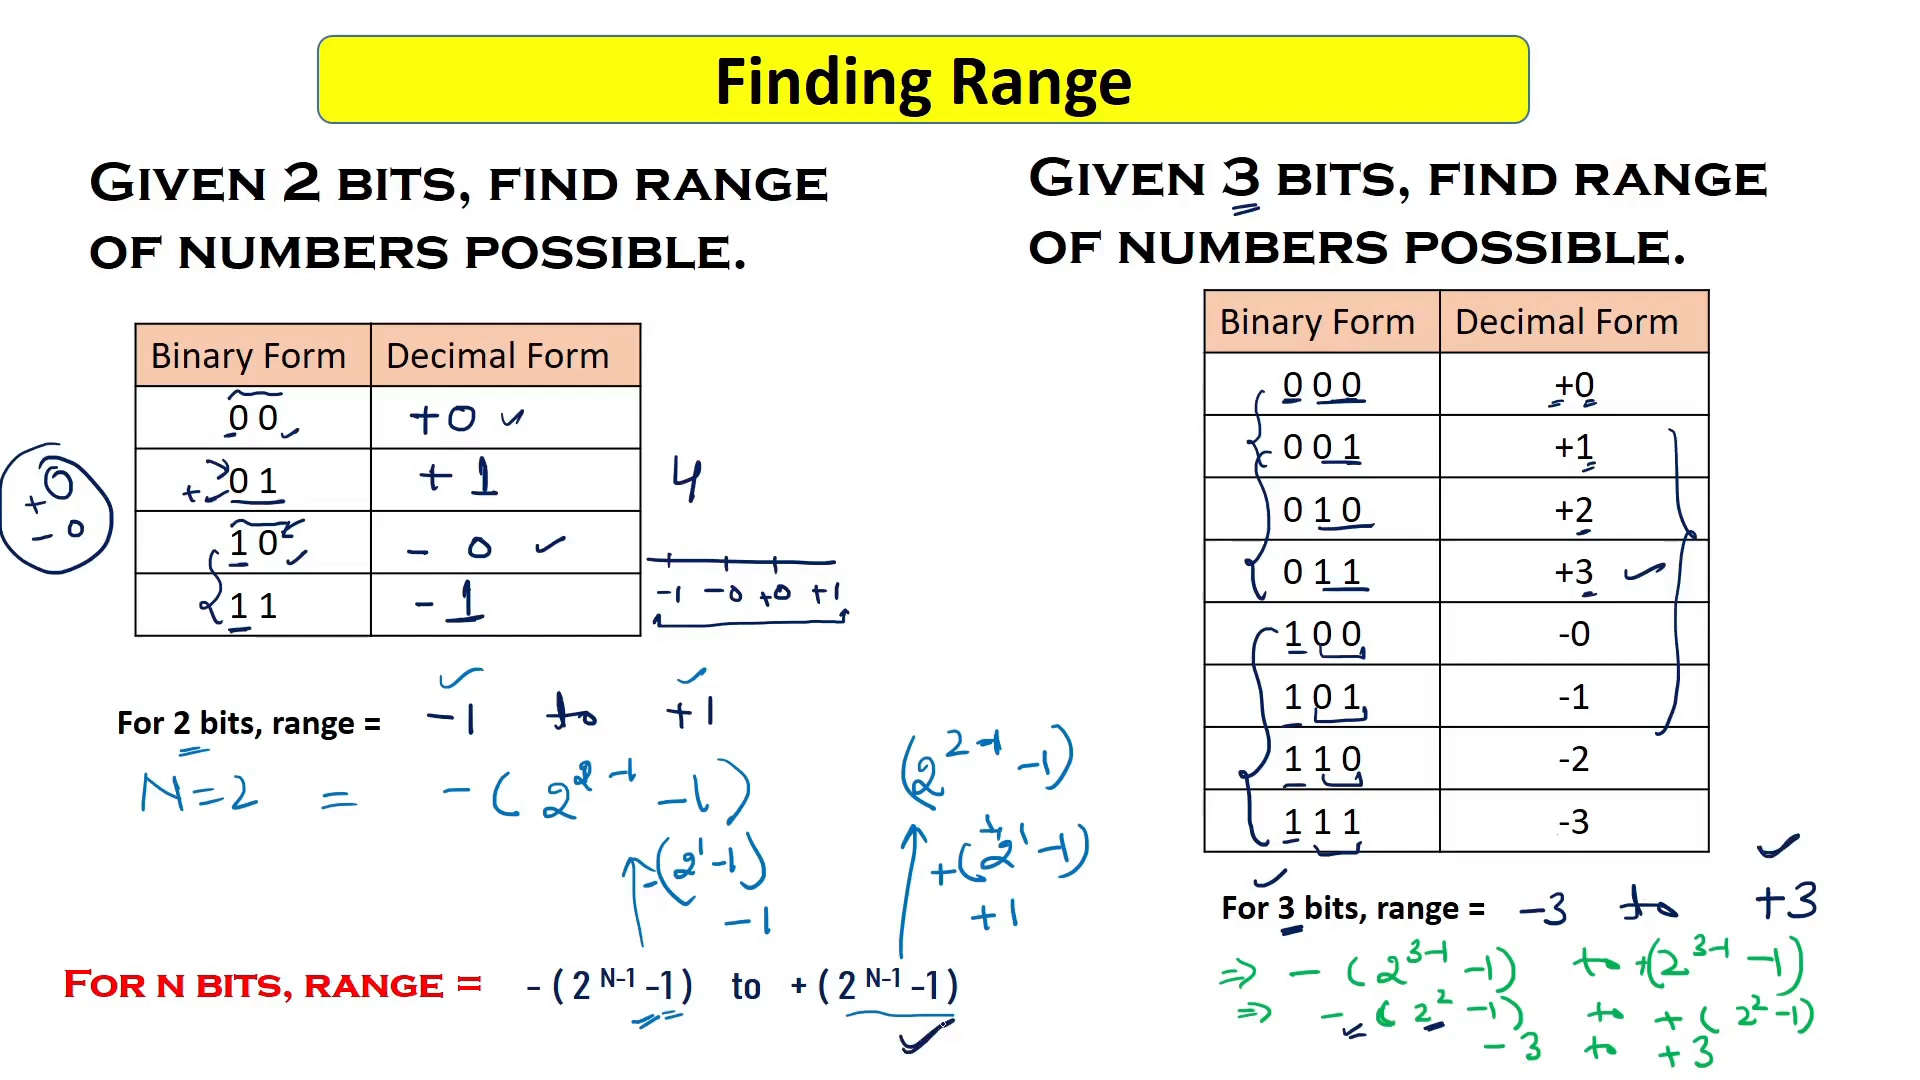 Finding Range
GIVEN 2 BITS, FIND RANGE
OF NUMBERS POSSIBLE.
Binary Form Decimal Form
0 0 +0
+ 0 1 + 1
1 0 - 0
1 1 - 1
+ 0
- 0
4
-1 -0 +0 +1
For 2 bits, range = -1 to +1
N=2 = -(2^2-1 -1) (2^2-1 -1)
-(2^1 -1) +(2^1 -1)
-1 +1
FOR N BITS, RANGE = - ( 2 ^N-1 -1) to + ( 2 ^N-1 -1)
GIVEN 3 BITS, FIND RANGE
OF NUMBERS POSSIBLE.
Binary Form Decimal Form
0 0 0 +0
0 0 1 +1
0 1 0 +2
0 1 1 +3
1 0 0 -0
1 0 1 -1
1 1 0 -2
1 1 1 -3
For 3 bits, range = -3 to +3
=> -(2^3-1 -1) to +(2^3-1 -1)
=> -(2^2 -1) to +(2^2 -1)
-3 to +3